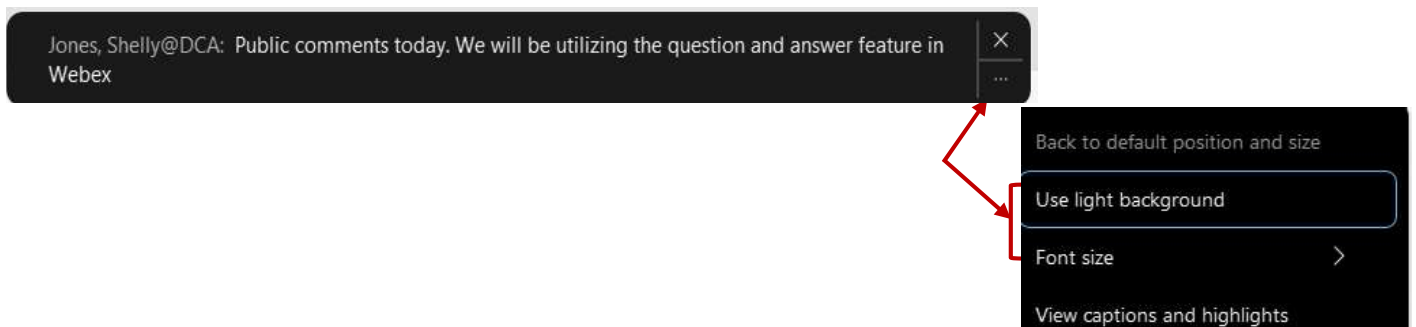 Jones, Shelly@DCA: Public comments today. We will be utilizing the question and answer feature in
Webex
Back to default position and size
Use light background
Font size
View captions and highlights